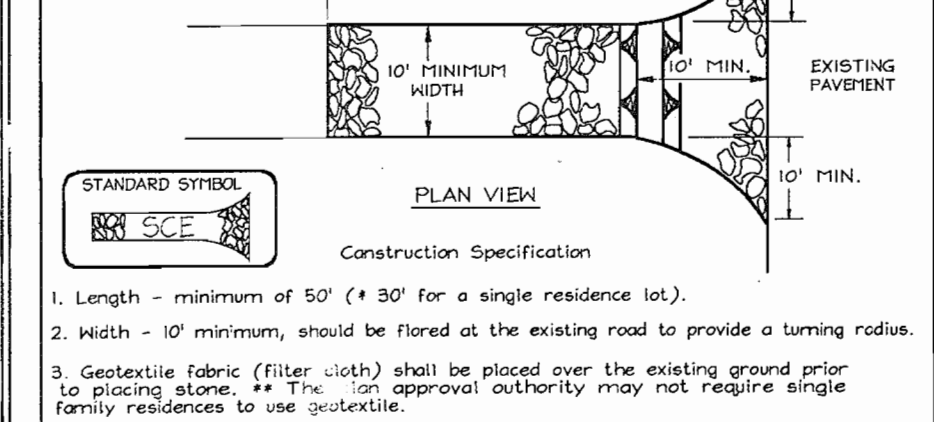 10' MINIMUM
WIDTH
10' MIN.
EXISTING
PAVEMENT
10' MIN.
STANDARD SYMBOL
SCE
PLAN VIEW
Construction Specification
1. Length - minimum of 50' (* 30' for a single residence lot).
2. Width - 10' minimum, should be flared at the existing road to provide a turning radius.
3. Geotextile fabric (filter cloth) shall be placed over the existing ground prior
to placing stone. ** The approval authority may not require single
family residences to use geotextile.